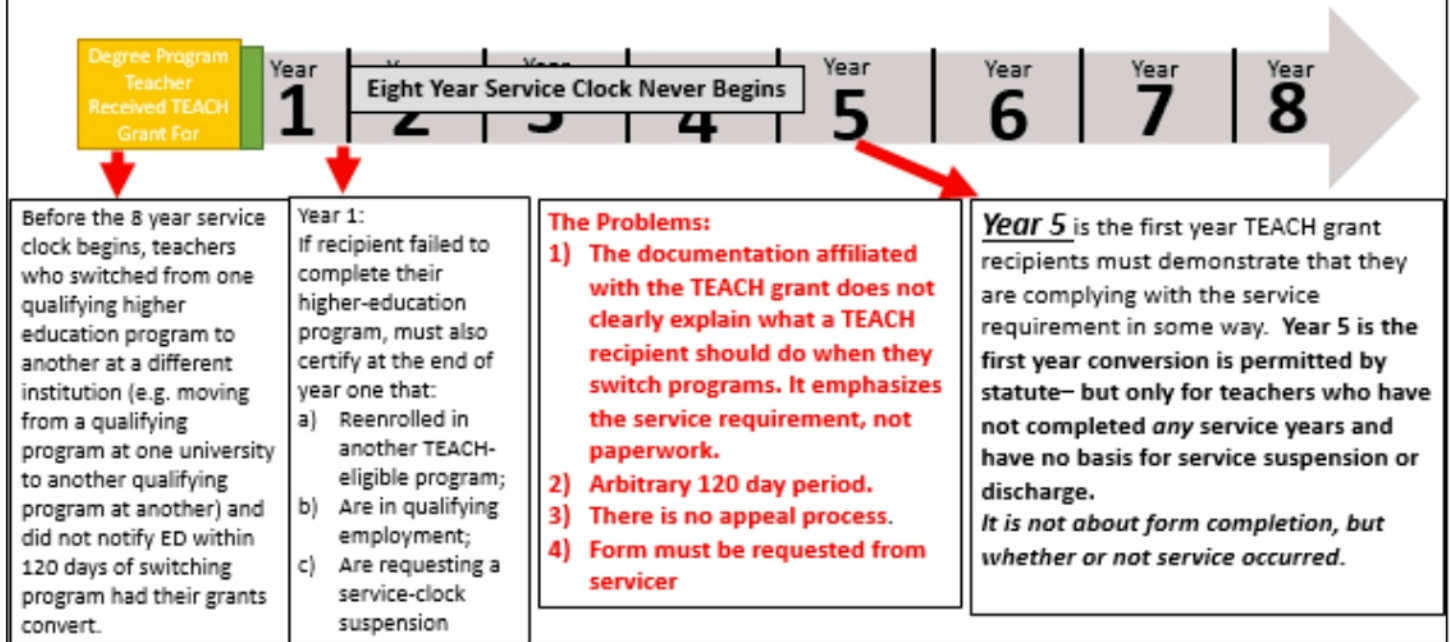 Degree Program
Teacher
Received TEACH
Grant For
Year
1
Eight Year Service Clock Never Begins
2
3
4
Year
5
Year
6
Year
7
Year
8
Before the 8 year service
clock begins, teachers
who switched from one
qualifying higher
education program to
another at a different
institution (e.g. moving
from a qualifying
program at one university
to another qualifying
program at another) and
did not notify ED within
120 days of switching
program had their grants
convert.
Year 1:
If recipient failed to
complete their
higher-education
program, must also
certify at the end of
year one that:
a) Reenrolled in
another TEACH-
eligible program;
b) Are in qualifying
employment;
c) Are requesting a
service-clock
suspension
The Problems:
1) The documentation affiliated
with the TEACH grant does not
clearly explain what a TEACH
recipient should do when they
switch programs. It emphasizes
the service requirement, not
paperwork.
2) Arbitrary 120 day period.
3) There is no appeal process.
4) Form must be requested from
servicer
Year 5 is the first year TEACH grant
recipients must demonstrate that they
are complying with the service
requirement in some way. Year 5 is the
first year conversion is permitted by
statute– but only for teachers who have
not completed any service years and
have no basis for service suspension or
discharge.
It is not about form completion, but
whether or not service occurred.